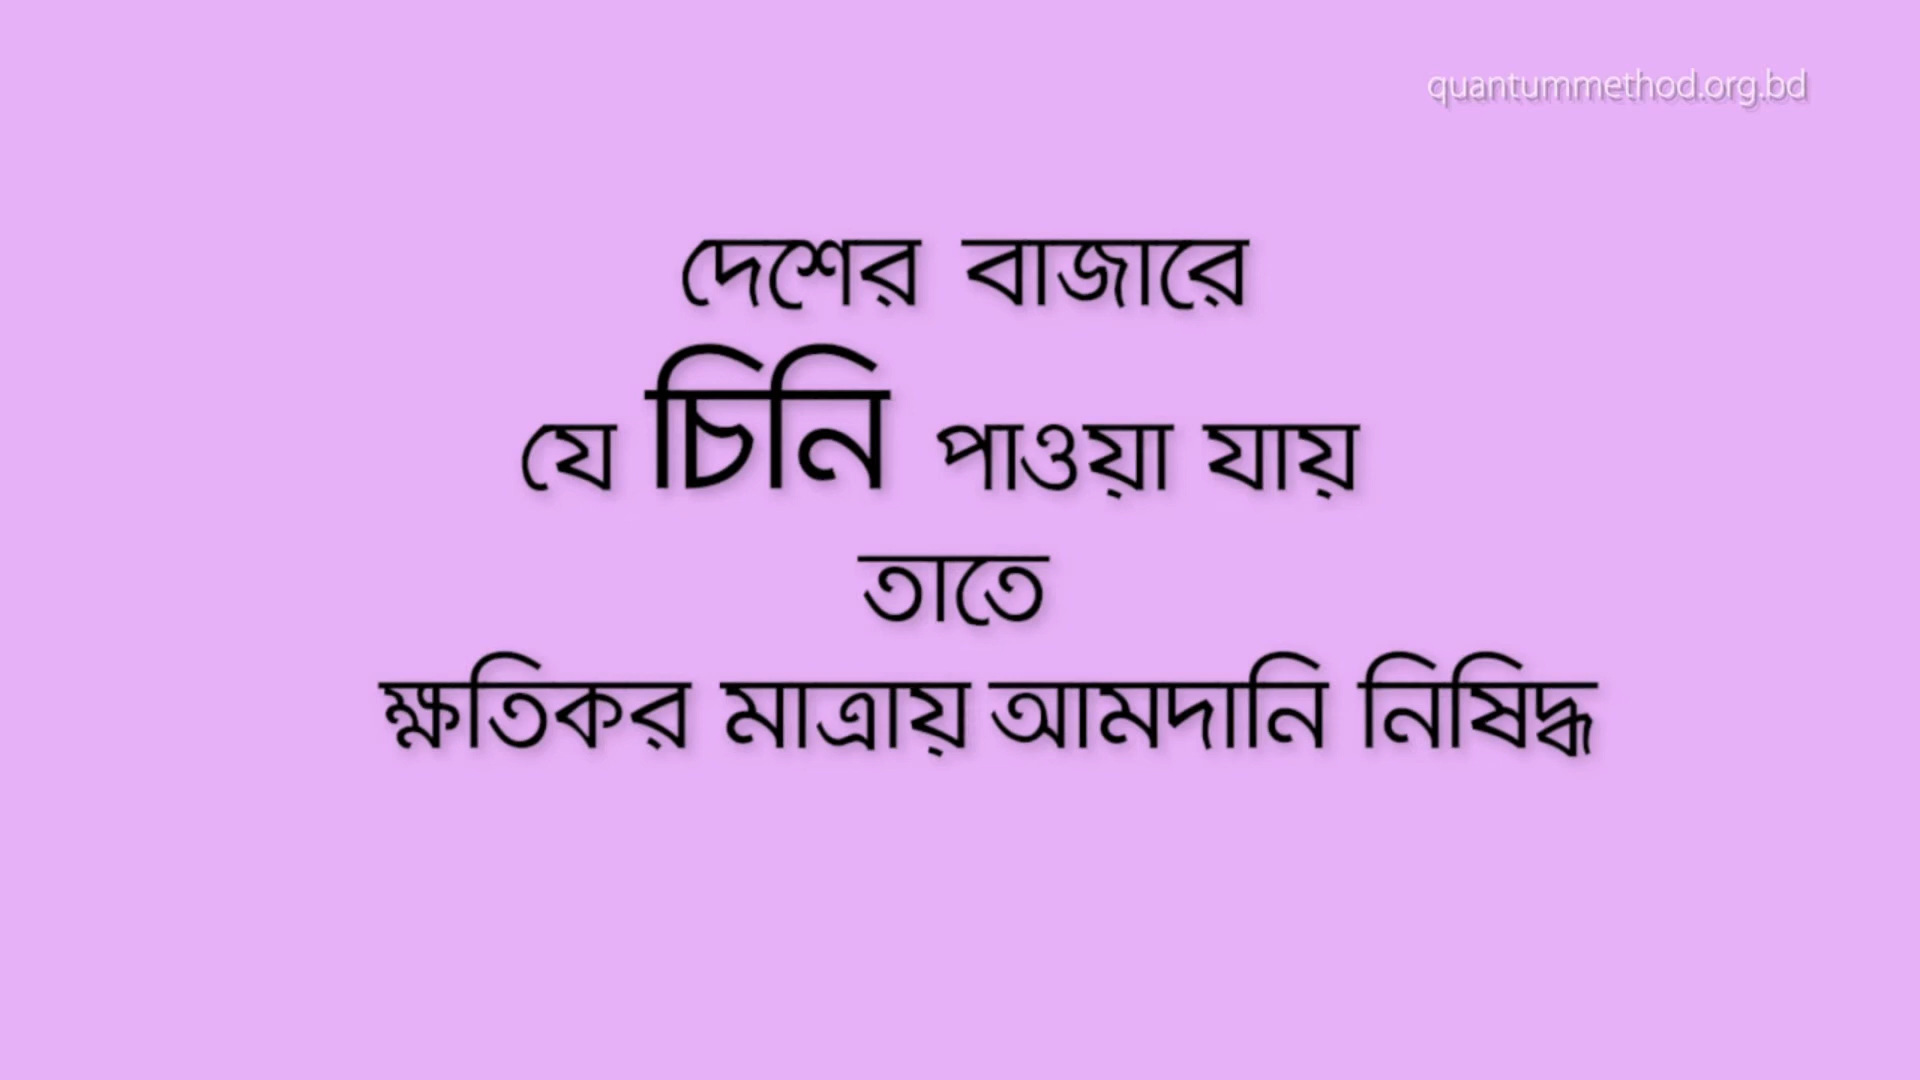 quantummethod.org.bd
দেশের বাজারে
যে চিনি পাওয়া যায়
তাতে
ক্ষতিকর মাত্রায় আমদানি নিষিদ্ধ